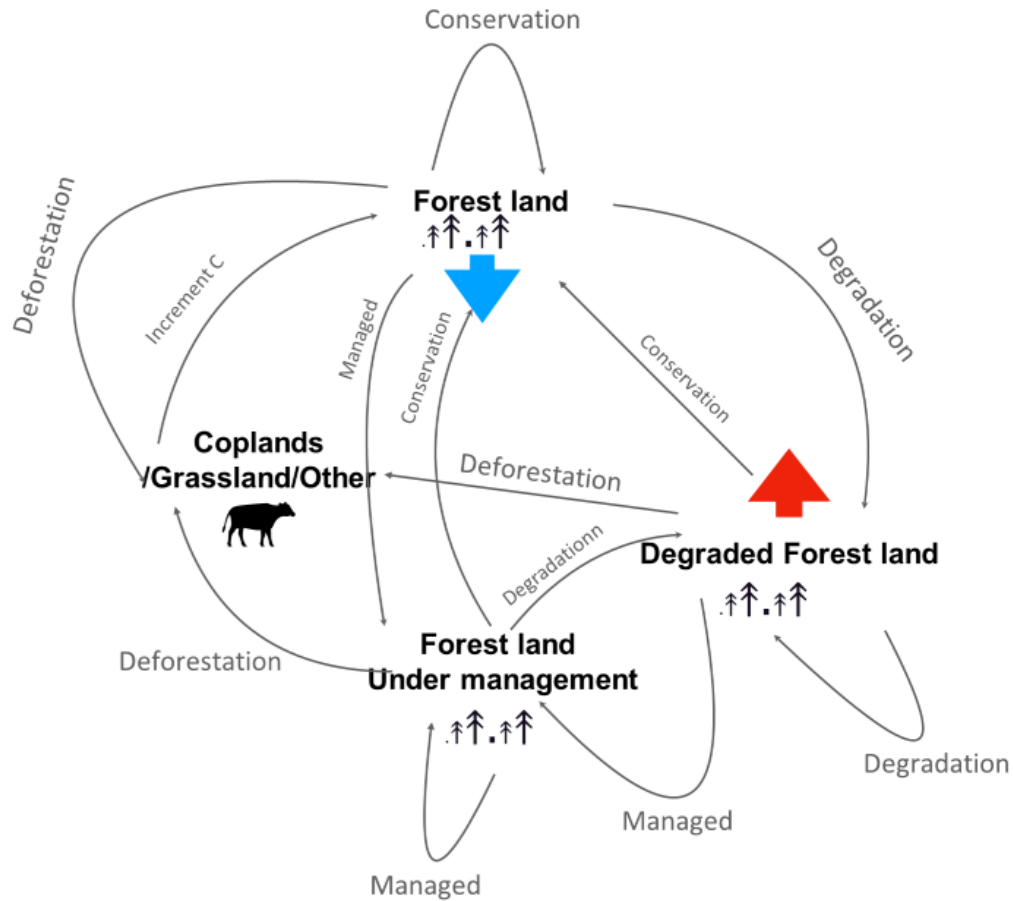 Conservation
Forest land
Deforestation
Degradation
Increment C
Managed
Conservation
Conservation
Coplands
/Grassland/Other
Deforestation
Degradationn
Degraded Forest land
Forest land
Under management
Deforestation
Degradation
Managed
Managed